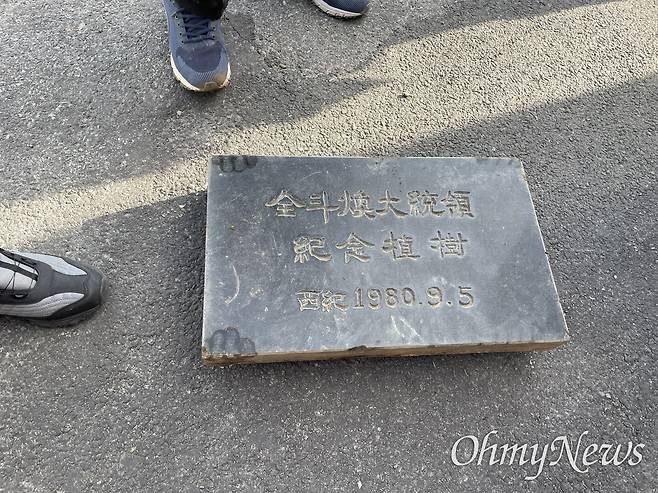 全斗煥大統領
紀念植樹
西紀 1980.9.5
OhmyNews